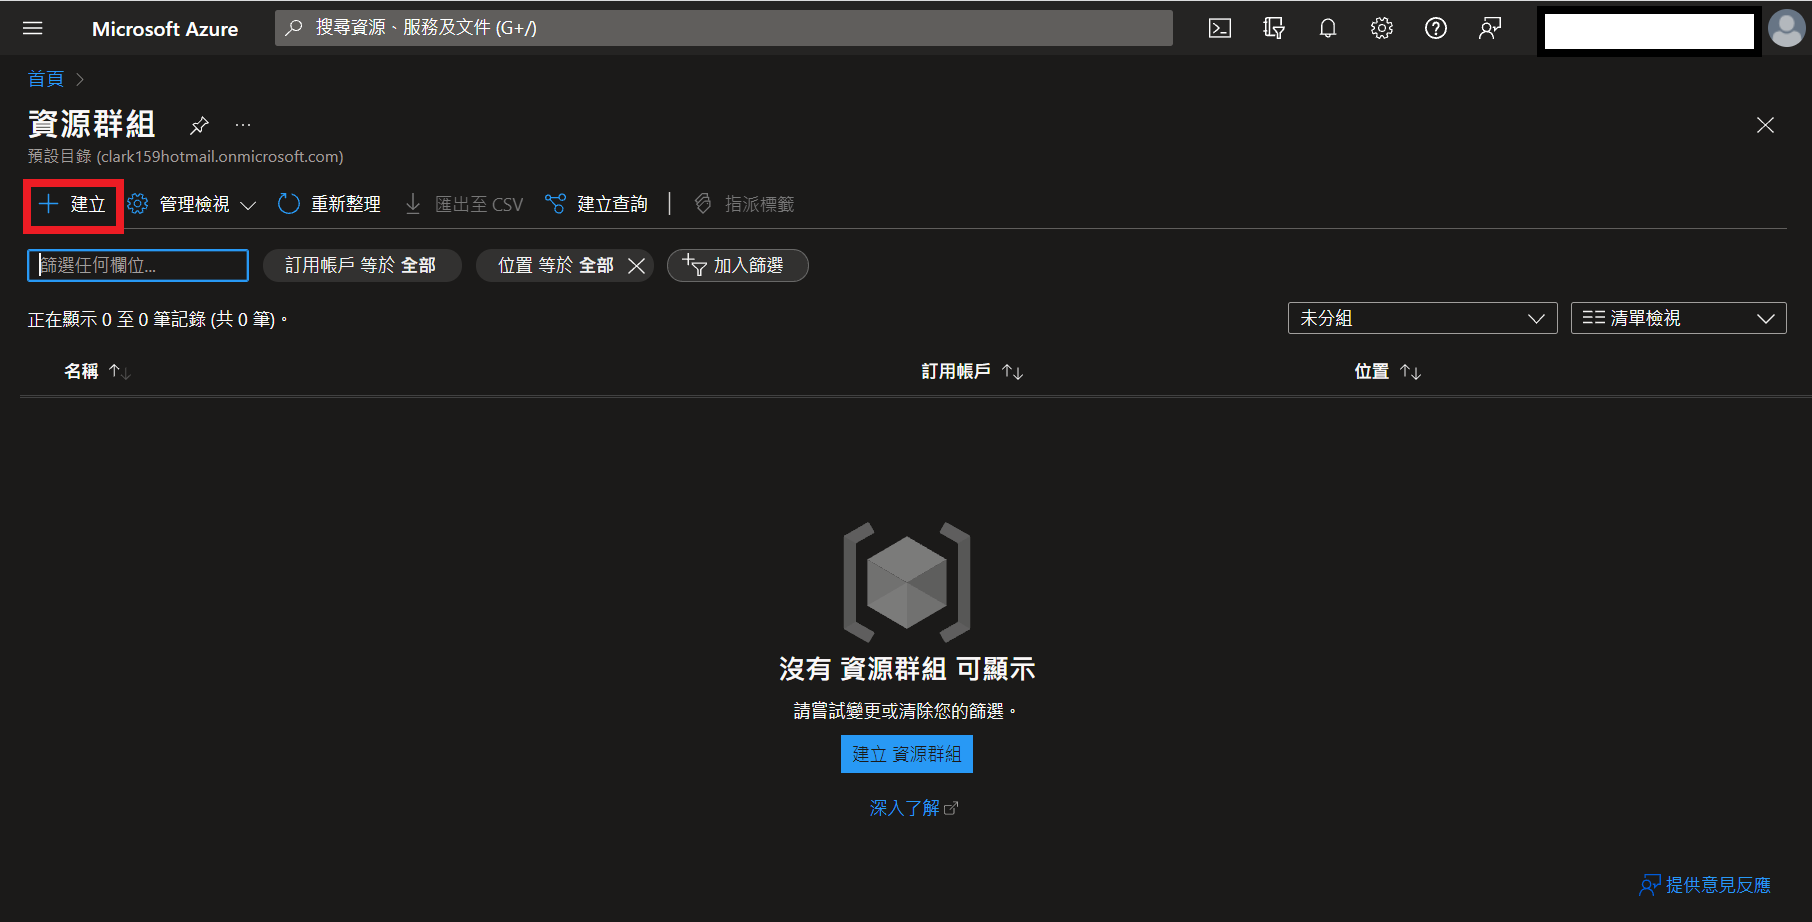 Microsoft Azure
搜尋資源、服務及文件 (G+/)
首頁
資源群組
預設目錄 (clark159hotmail.onmicrosoft.com)
建立 管理檢視 重新整理 匯出至 CSV 建立查詢 指派標籤
篩選任何欄位... 訂用帳戶 等於 全部 位置 等於 全部 加入篩選
正在顯示 0 至 0 筆記錄 (共 0 筆)。 未分組 清單檢視
名稱 訂用帳戶 位置
沒有 資源群組 可顯示
請嘗試變更或清除您的篩選。
建立 資源群組
深入了解
提供意見反應